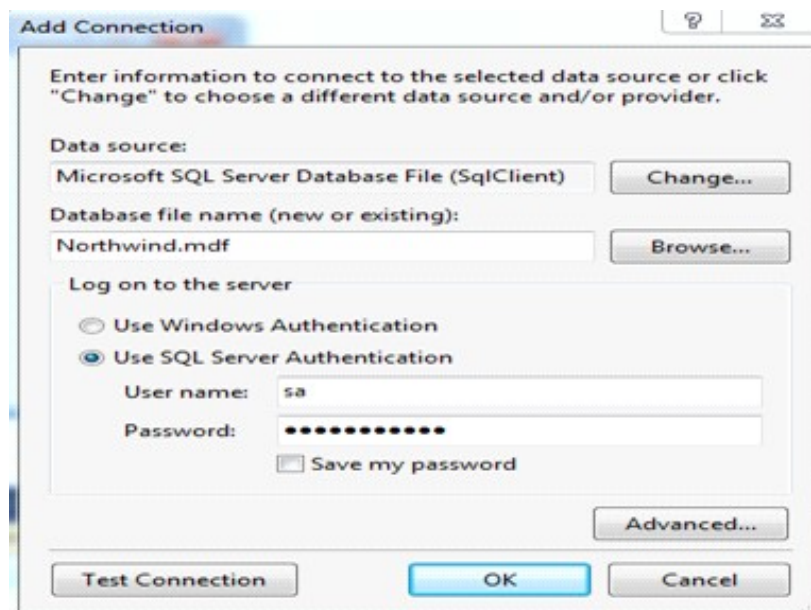 Add Connection
?
Enter information to connect to the selected data source or click
"Change" to choose a different data source and/or provider.
Data source:
Microsoft SQL Server Database File (SqlClient) Change...
Database file name (new or existing):
Northwind.mdf Browse...
Log on to the server
Use Windows Authentication
Use SQL Server Authentication
User name: sa
Password: •••••••••••
Save my password
Advanced...
Test Connection OK Cancel